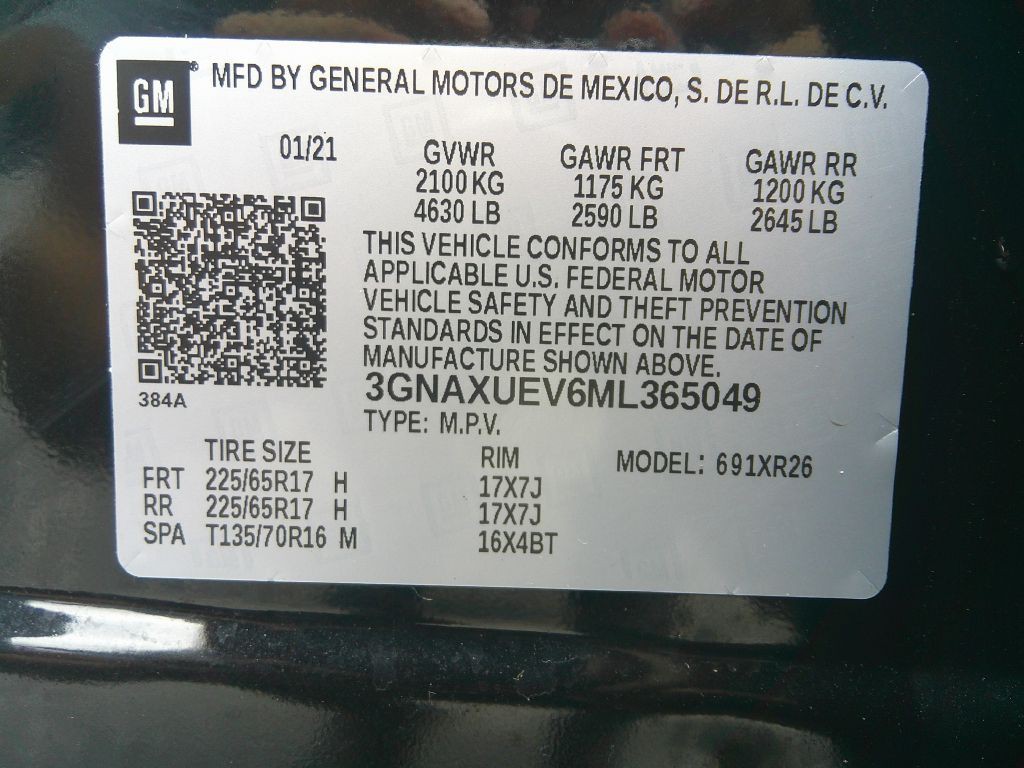 GM® MFD BY GENERAL MOTORS DE MEXICO, S. DE R.L. DE C.V.
01/21 GVWR GAWR FRT GAWR RR
2100 KG 1175 KG 1200 KG
4630 LB 2590 LB 2645 LB
THIS VEHICLE CONFORMS TO ALL
APPLICABLE U.S. FEDERAL MOTOR
VEHICLE SAFETY AND THEFT PREVENTION
STANDARDS IN EFFECT ON THE DATE OF
MANUFACTURE SHOWN ABOVE.
3GNAXUEV6ML365049
384A
TYPE: M.P.V.
TIRE SIZE RIM MODEL: 691XR26
FRT 225/65R17 H 17X7J
RR 225/65R17 H 17X7J
SPA T135/70R16 M 16X4BT